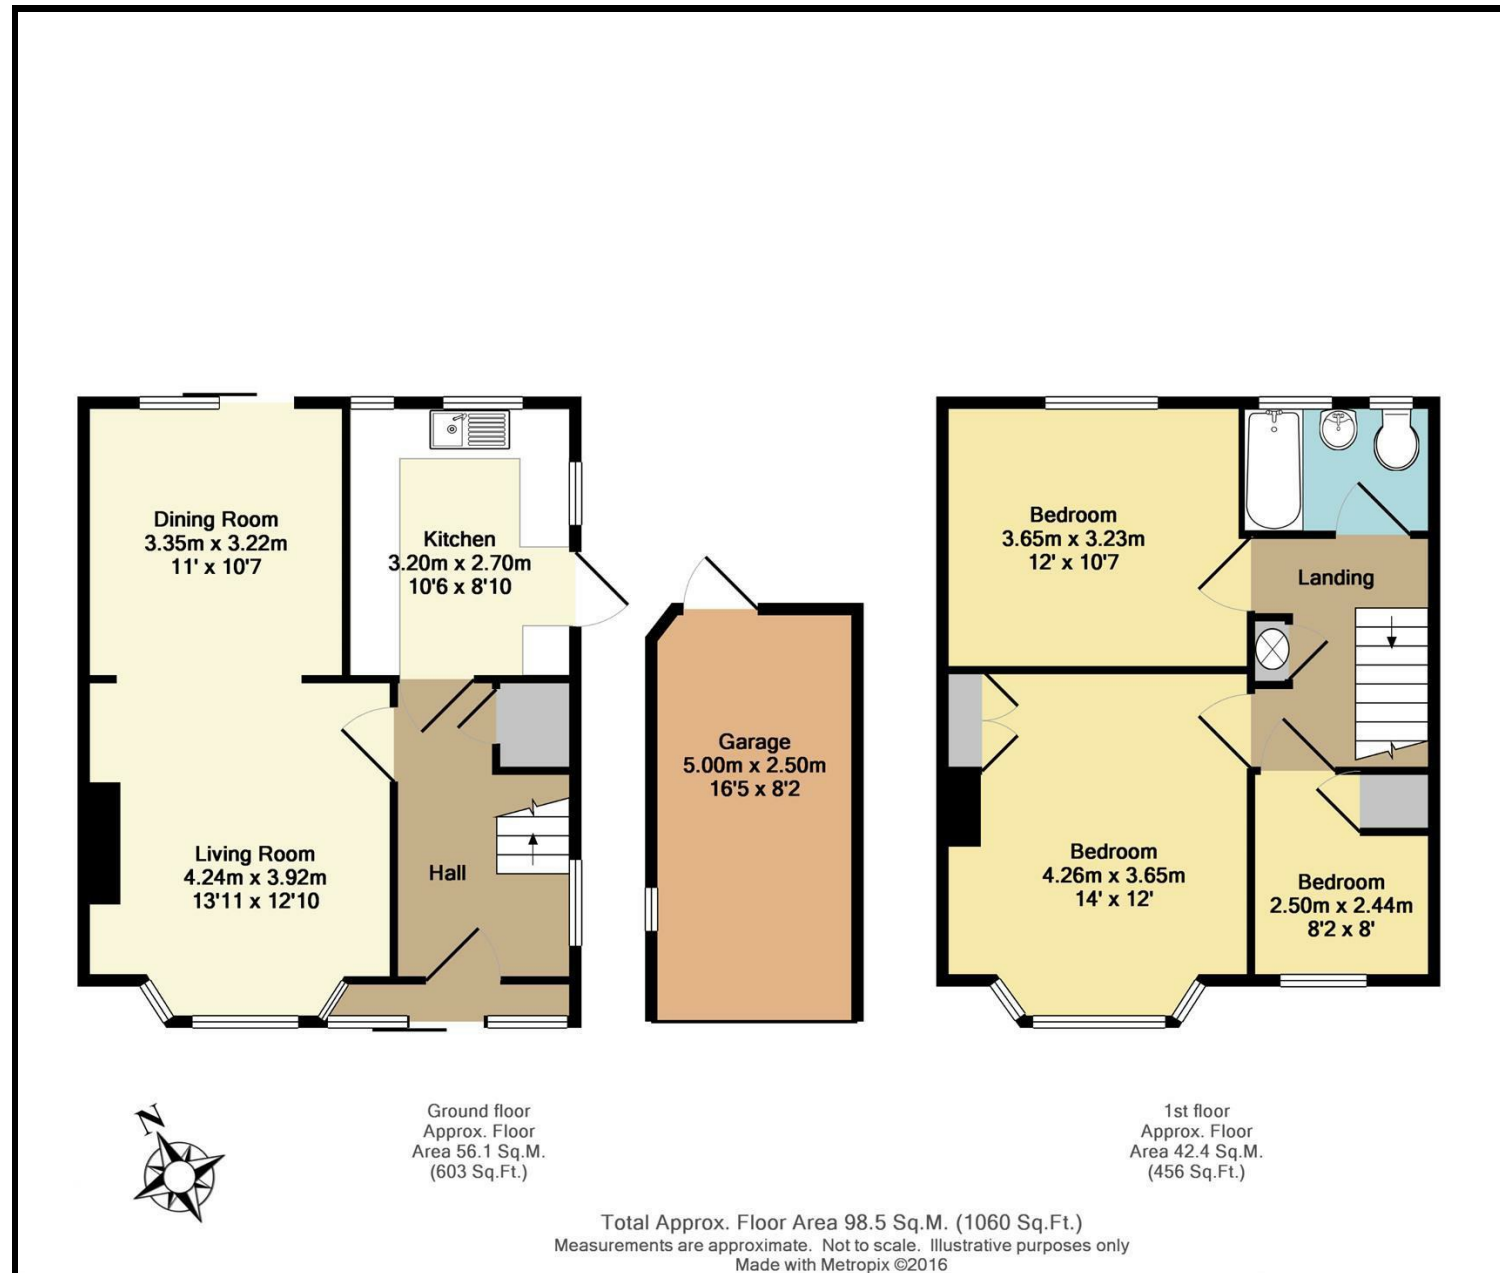 Dining Room
3.35m x 3.22m
11' x 10'7
Kitchen
3.20m x 2.70m
10'6 x 8'10
Living Room
4.24m x 3.92m
13'11 x 12'10
Hall
Garage
5.00m x 2.50m
16'5 x 8'2
Bedroom
3.65m x 3.23m
12' x 10'7
Landing
Bedroom
4.26m x 3.65m
14' x 12'
Bedroom
2.50m x 2.44m
8'2 x 8'
N
Ground floor
Approx. Floor
Area 56.1 Sq.M.
(603 Sq.Ft.)
1st floor
Approx. Floor
Area 42.4 Sq.M.
(456 Sq.Ft.)
Total Approx. Floor Area 98.5 Sq.M. (1060 Sq.Ft.)
Measurements are approximate. Not to scale. Illustrative purposes only
Made with Metropix ©2016